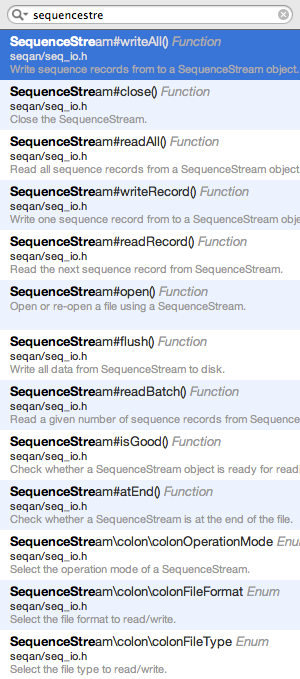 sequencestre
SequenceStream#writeAll() Function
seqan/seq_io.h
Write sequence records from to a SequenceStream object.
SequenceStream#close() Function
seqan/seq_io.h
Close the SequenceStream.
SequenceStream#readAll() Function
seqan/seq_io.h
Read all sequence records from a SequenceStream object
SequenceStream#writeRecord() Function
seqan/seq_io.h
Write one sequence record from to a SequenceStream obje
SequenceStream#readRecord() Function
seqan/seq_io.h
Read the next sequence record from SequenceStream.
SequenceStream#open() Function
Open or re-open a file using a SequenceStream.
SequenceStream#flush() Function
seqan/seq_io.h
Write all data from SequenceStream to disk.
SequenceStream#readBatch() Function
seqan/seq_io.h
Read a given number of sequence records from Sequence
SequenceStream#isGood() Function
seqan/seq_io.h
Check whether a SequenceStream object is ready for readi
SequenceStream#atEnd() Function
seqan/seq_io.h
Check whether a SequenceStream is at the end of the file.
SequenceStream\colon\colonOperationMode Enum
seqan/seq_io.h
Select the operation mode of a SequenceStream.
SequenceStream\colon\colonFileFormat Enum
seqan/seq_io.h
Select the file format to read/write.
SequenceStream\colon\colonFileType Enum
seqan/seq_io.h
Select the file type to read/write.